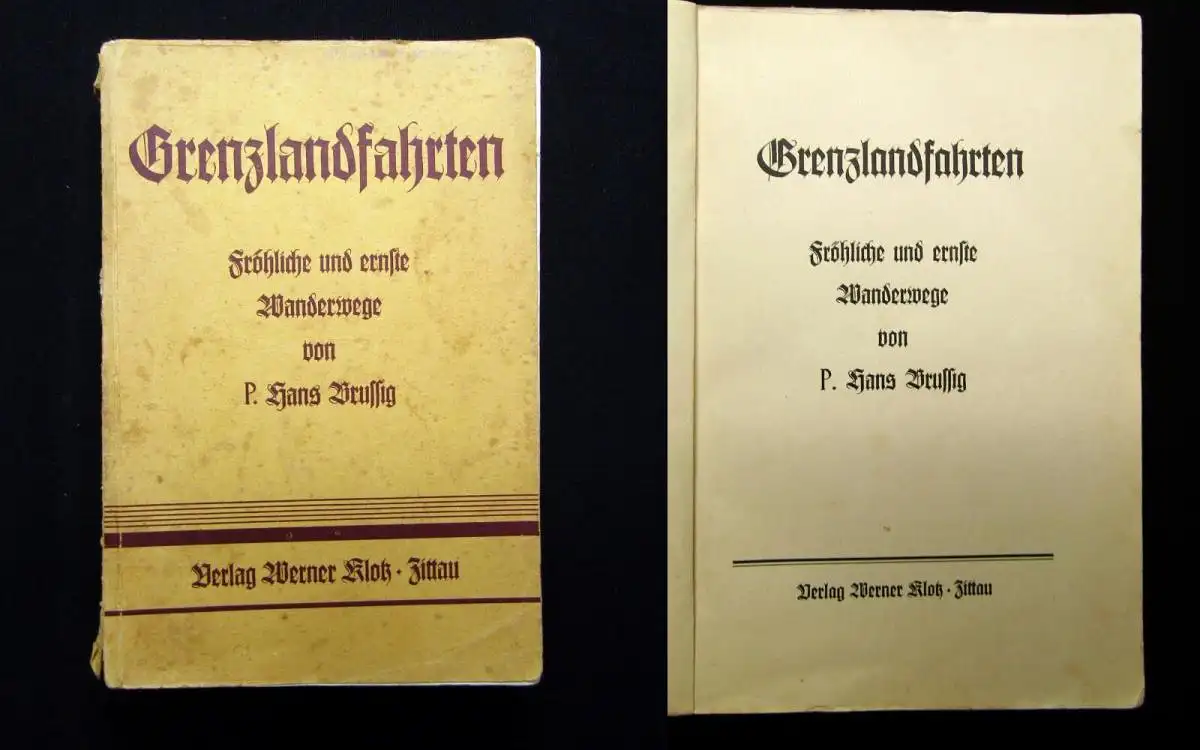 Grenzlandfahrten
Fröhliche und ernste
Wanderwege
von
P. Hans Brussig
Verlag Werner Klotz · Zittau
Grenzlandfahrten
Fröhliche und ernste
Wanderwege
von
P. Hans Brussig
Verlag Werner Klotz · Zittau